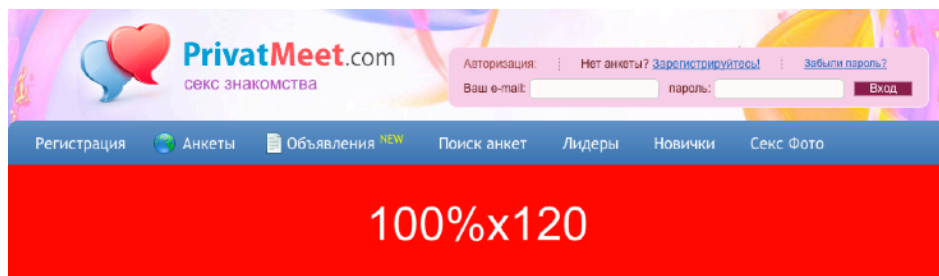 PrivatMeet.com
секс знакомства
Авторизация: Нет анкеты? Зарегистрируйтесь! Забыли пароль?
Ваш e-mail: пароль: Вход
Регистрация Анкеты Объявления NEW Поиск анкет Лидеры Новички Секс Фото
100%x120